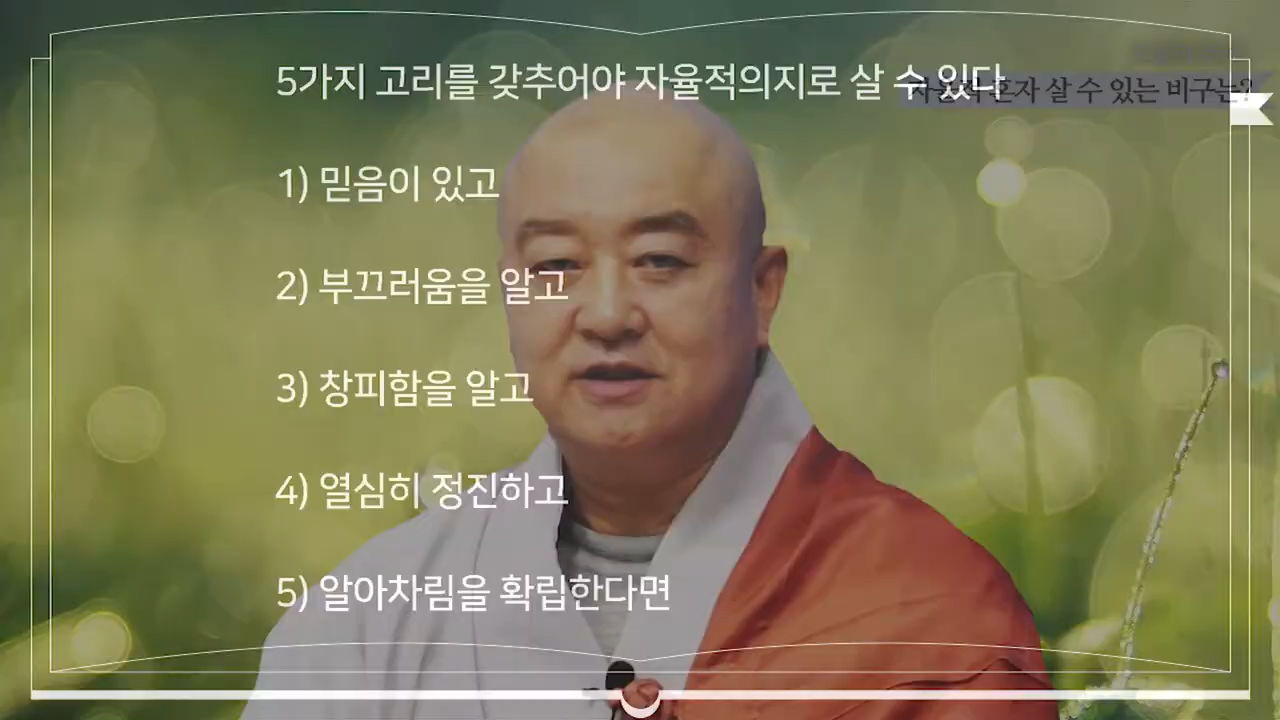 5가지 고리를 갖추어야 자율적의지로 살 수 있다
혼자 살 수 있는 비구는?
1) 믿음이 있고
2) 부끄러움을 알고
3) 창피함을 알고
4) 열심히 정진하고
5) 알아차림을 확립한다면